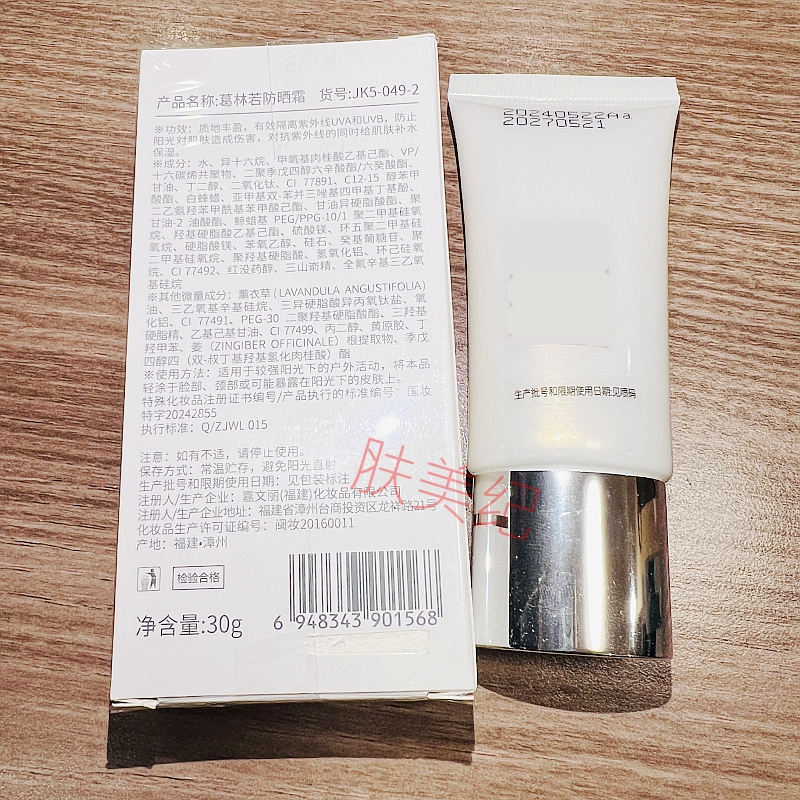 产品名称:葛林若防晒霜 货号:JK5-049-2
※功效：质地丰盈，有效隔离紫外线UVA和UVB，防止
阳光对肌肤造成伤害，对抗紫外线的同时给肌肤补水
保湿。
※成分：水、异十六烷、甲氧基肉桂酸乙基己酯、VP/
十六碳烯共聚物、二聚季戊四醇六辛酸酯/六癸酸酯、
甘油、丁二醇、二氧化钛、CI 77891、C12-15 醇苯甲
酸酯、白蜂蜡、亚甲基双-苯并三唑基四甲基丁基酚、
二乙氨羟苯甲酰基苯甲酸己酯、甘油异硬脂酸酯、聚
甘油-2 油酸酯、鲸蜡基 PEG/PPG-10/1 聚二甲基硅氧
烷、羟基硬脂酸乙基己酯、硫酸镁、环五聚二甲基硅
氧烷、硬脂酸镁、苯氧乙醇、硅石、癸基葡糖苷、聚
二甲基硅氧烷、聚羟基硬脂酸、氢氧化铝、环己硅氧
烷、CI 77492、红没药醇、三山嵛精、全氟辛基三乙氧
基硅烷
※其他微量成分：薰衣草(LAVANDULA ANGUSTIFOLIA)
油、三乙氧基辛基硅烷、三异硬脂酸异丙氧钛盐、氧
化铝、CI 77491、PEG-30 二聚羟基硬脂酸酯、三羟基
硬脂精、乙基己基甘油、CI 77499、丙二醇、黄原胶、丁
羟甲苯、姜（ZINGIBER OFFICINALE）根提取物、季戊
四醇四（双-叔丁基羟基氢化肉桂酸）酯
※使用方法：适用于较强阳光下的户外活动，将本品
轻涂于脸部、颈部或可能暴露在阳光下的皮肤上。
特殊化妆品注册证书编号/产品执行的标准编号：国妆
特字20242855
执行标准：Q/ZJWL 015
注意：如有不适，请停止使用。
保存方式：常温贮存，避免阳光直射
生产批号和限期使用日期：见包装标注
注册人/生产企业：嘉文丽(福建)化妆品有限公司
注册人/生产企业地址：福建省漳州台商投资区龙祥路21号
化妆品生产许可证编号：闽妆20160011
产地：福建•漳州
检验合格
净含量:30g
6 948343 901568
20240522Aa
20270521
生产批号和限期使用日期:见喷码
肤美纪